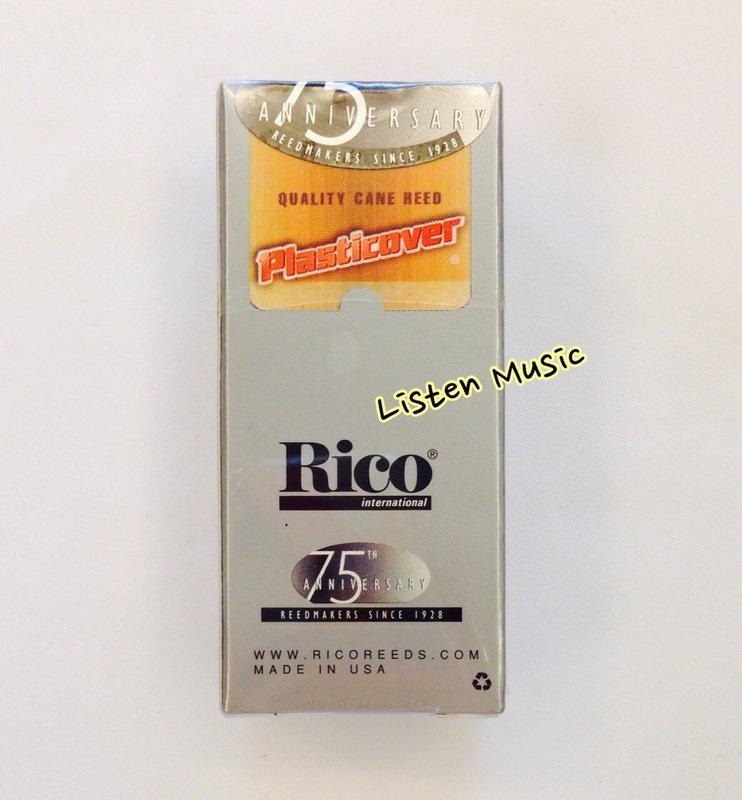 75
ANNIVERSARY
REEDMAKERS SINCE 1928
QUALITY CANE REED
Plasticover®
Listen Music
Rico®
international
75TH
ANNIVERSARY
REEDMAKERS SINCE 1928
WWW.RICOREEDS.COM
MADE IN USA